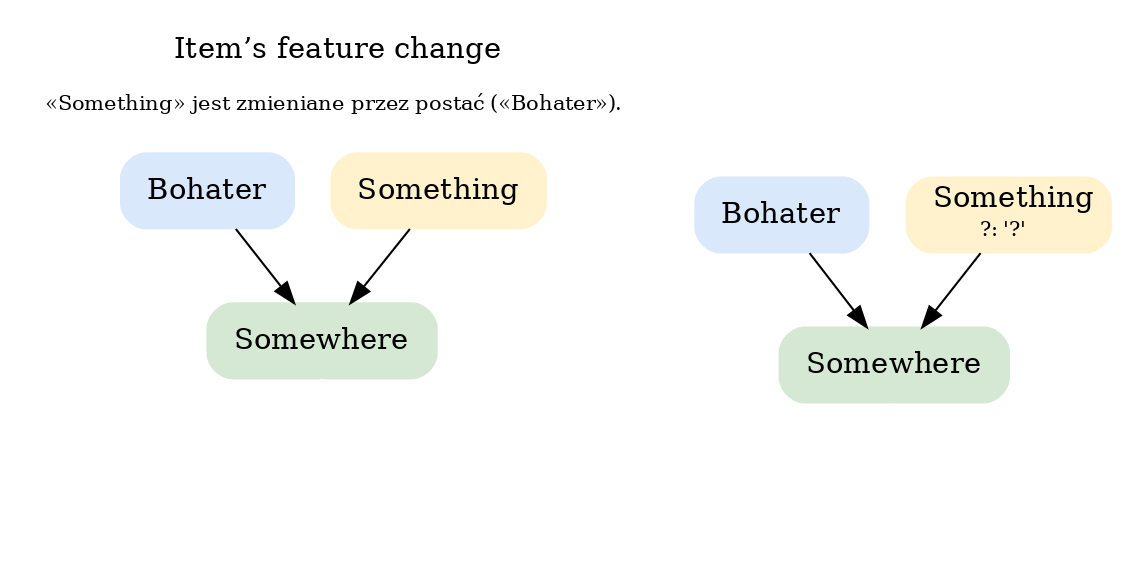 Item’s feature change
«Something» jest zmieniane przez postać («Bohater»).
Bohater
Something
Somewhere
Bohater
Something
?: '?'
Somewhere